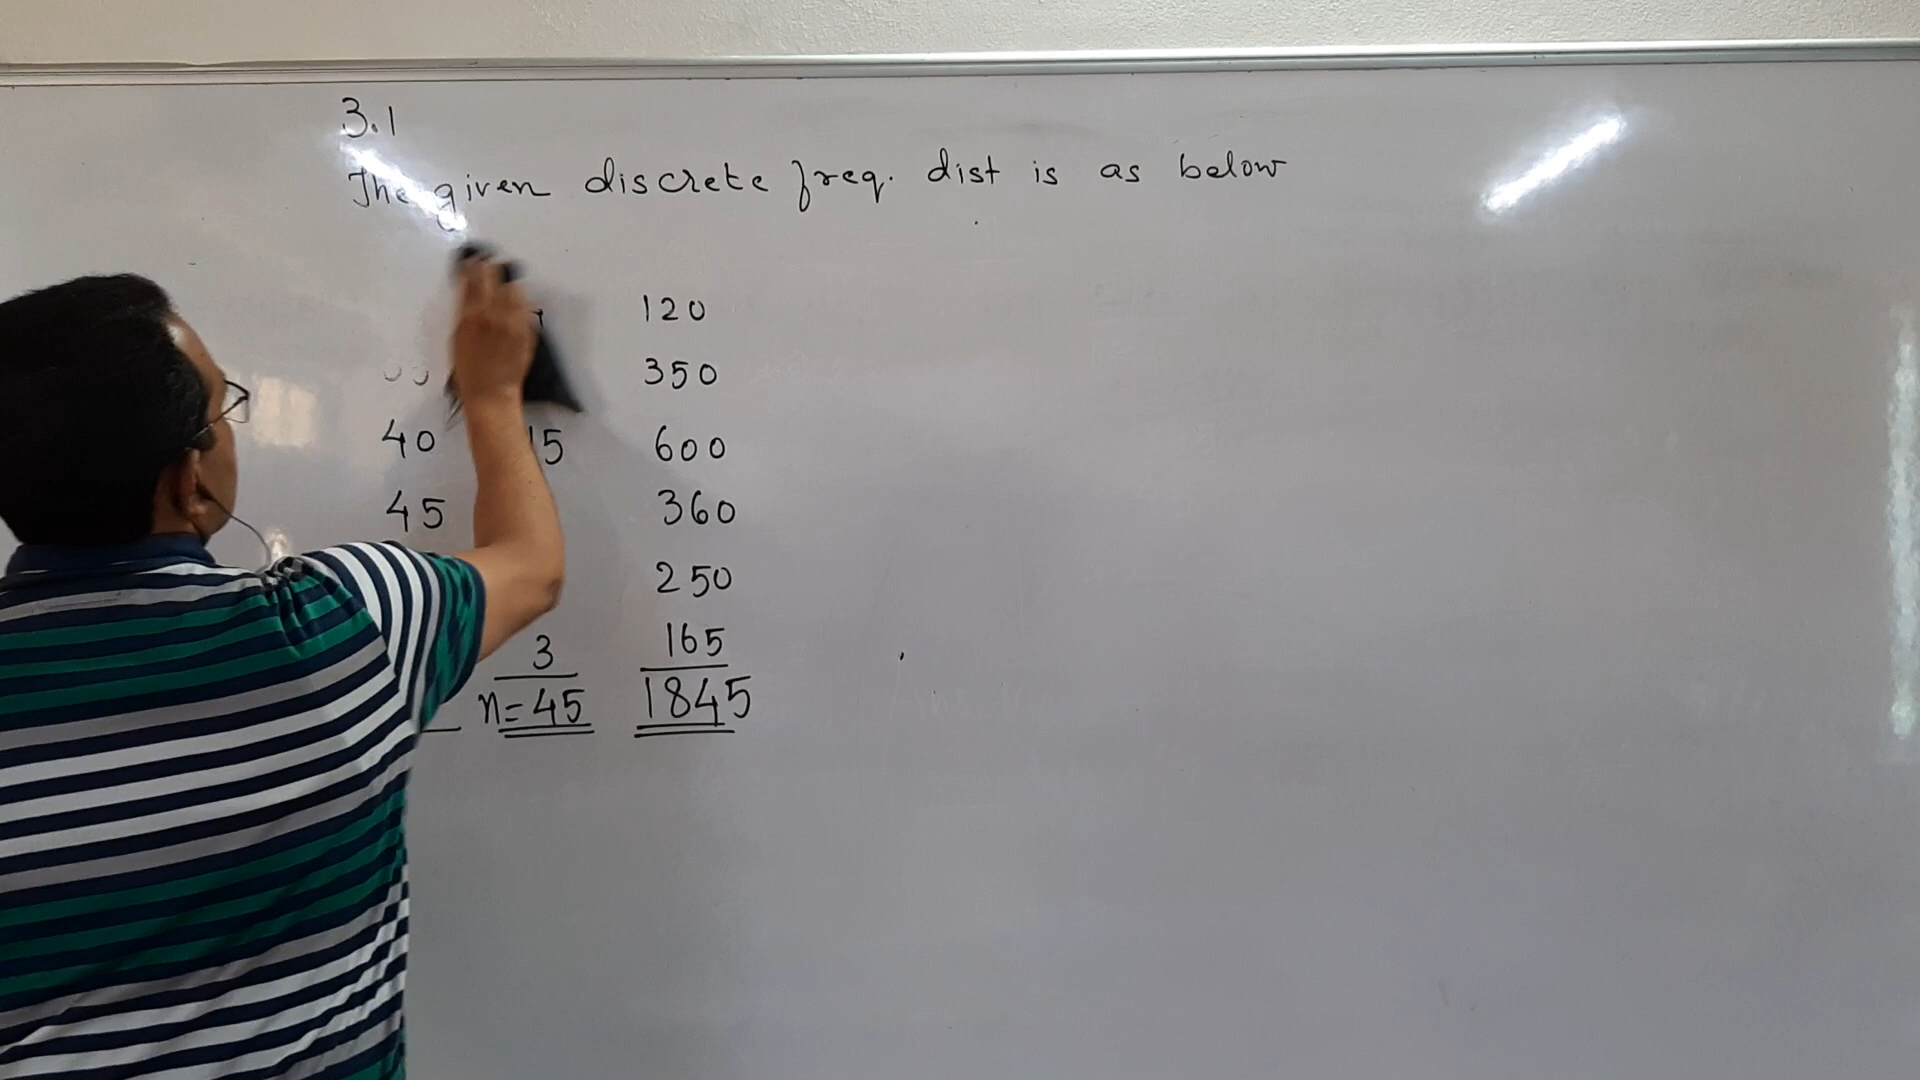 3.1
The given discrete freq. dist is as below
120
350
40 15 600
45 360
250
3 165
n=45 1845